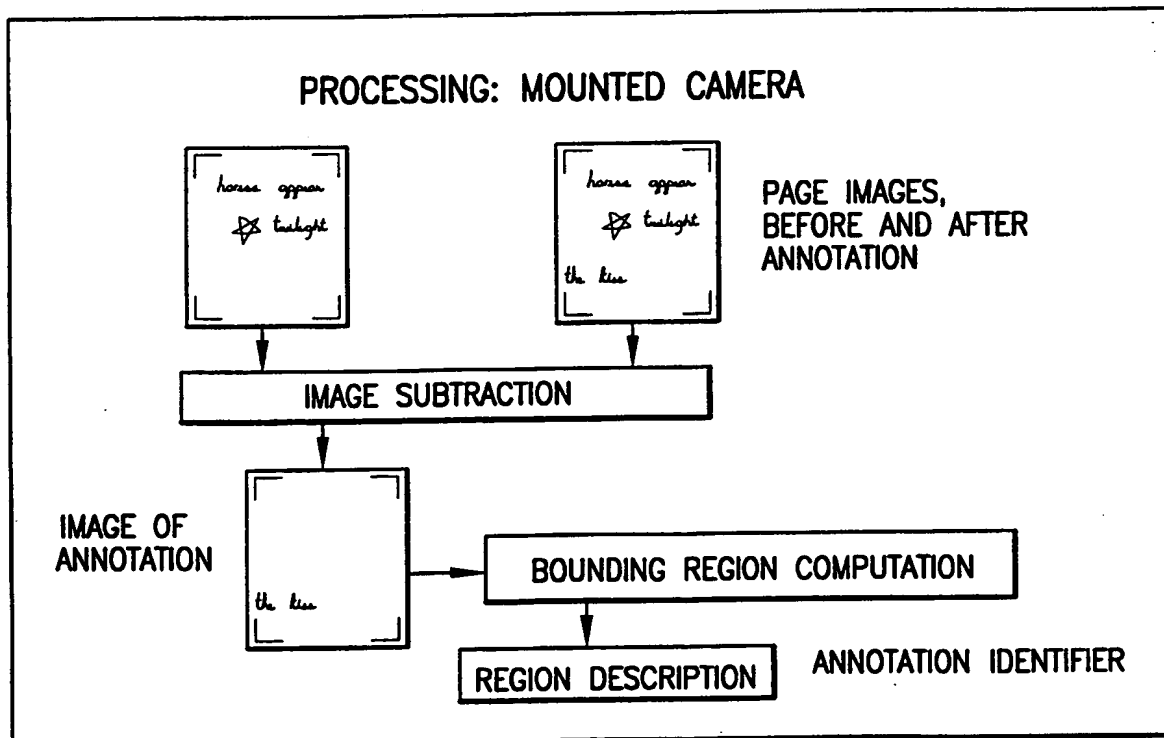 PROCESSING: MOUNTED CAMERA
horses appear
twilight
horses appear
twilight
the kiss
PAGE IMAGES,
BEFORE AND AFTER
ANNOTATION
IMAGE SUBTRACTION
IMAGE OF
ANNOTATION
the kiss
BOUNDING REGION COMPUTATION
REGION DESCRIPTION
ANNOTATION IDENTIFIER